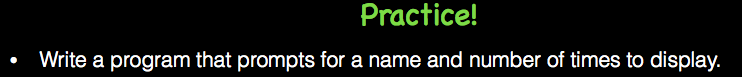 Practice!
• Write a program that prompts for a name and number of times to display.